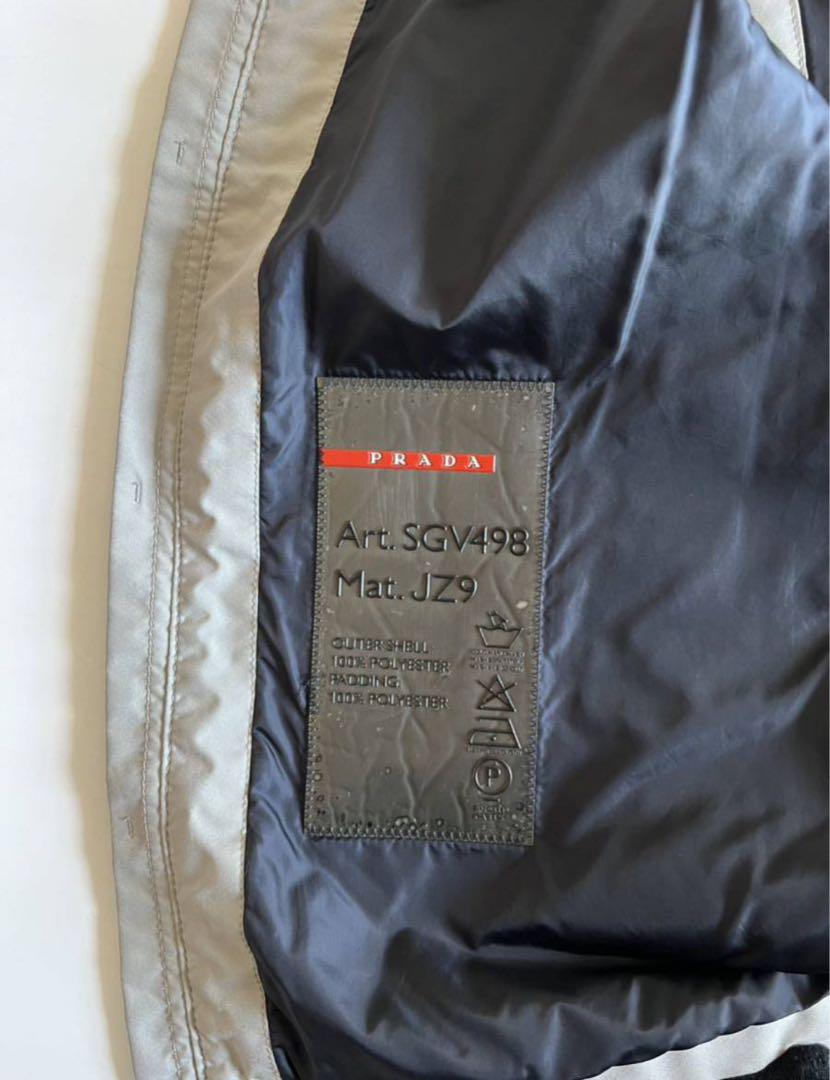 PRADA
Art. SGV498
Mat. JZ9
OUTER SHELL
100% POLYESTER
PADDING
100% POLYESTER
P